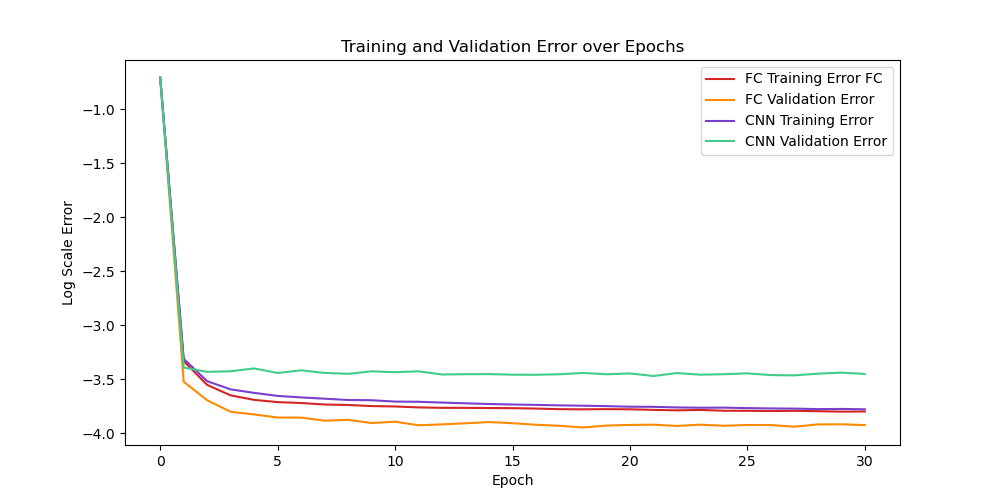 Training and Validation Error over Epochs
FC Training Error FC
FC Validation Error
CNN Training Error
CNN Validation Error
Log Scale Error
−1.0
−1.5
−2.0
−2.5
−3.0
−3.5
−4.0
0 5 10 15 20 25 30
Epoch